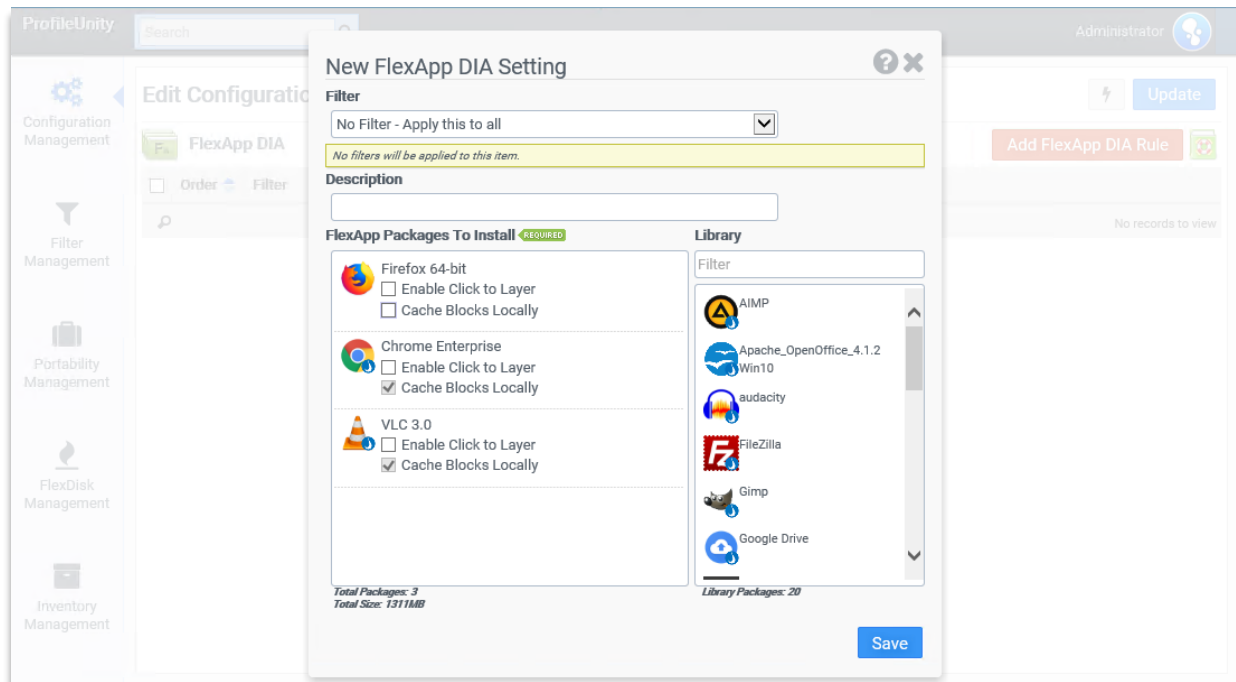 ProfileUnity
Search
Administrator
Configuration
Management
Filter
Management
Portability
Management
FlexDisk
Management
Inventory
Management
Edit Configuratio
Update
FlexApp DIA
Add FlexApp DIA Rule
Order
Filter
No records to view
New FlexApp DIA Setting
Filter
No Filter - Apply this to all
No filters will be applied to this item.
Description
FlexApp Packages To Install REQUIRED
Firefox 64-bit
Enable Click to Layer
Cache Blocks Locally
Chrome Enterprise
Enable Click to Layer
Cache Blocks Locally
VLC 3.0
Enable Click to Layer
Cache Blocks Locally
Total Packages: 3
Total Size: 1311MB
Library
Filter
AIMP
Apache_OpenOffice_4.1.2
Win10
audacity
FileZilla
Gimp
Google Drive
Library Packages: 20
Save